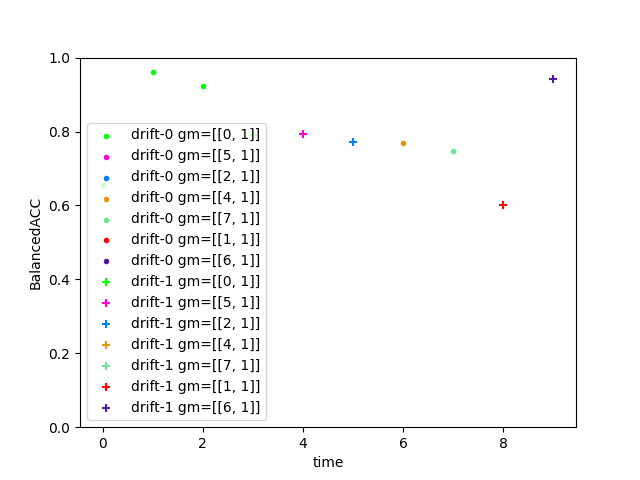 1.0
0.8
0.6
0.4
0.2
0.0
BalancedACC
drift-0 gm=[[0, 1]]
drift-0 gm=[[5, 1]]
drift-0 gm=[[2, 1]]
drift-0 gm=[[4, 1]]
drift-0 gm=[[7, 1]]
drift-0 gm=[[1, 1]]
drift-0 gm=[[6, 1]]
drift-1 gm=[[0, 1]]
drift-1 gm=[[5, 1]]
drift-1 gm=[[2, 1]]
drift-1 gm=[[4, 1]]
drift-1 gm=[[7, 1]]
drift-1 gm=[[1, 1]]
drift-1 gm=[[6, 1]]
0 2 4 6 8
time